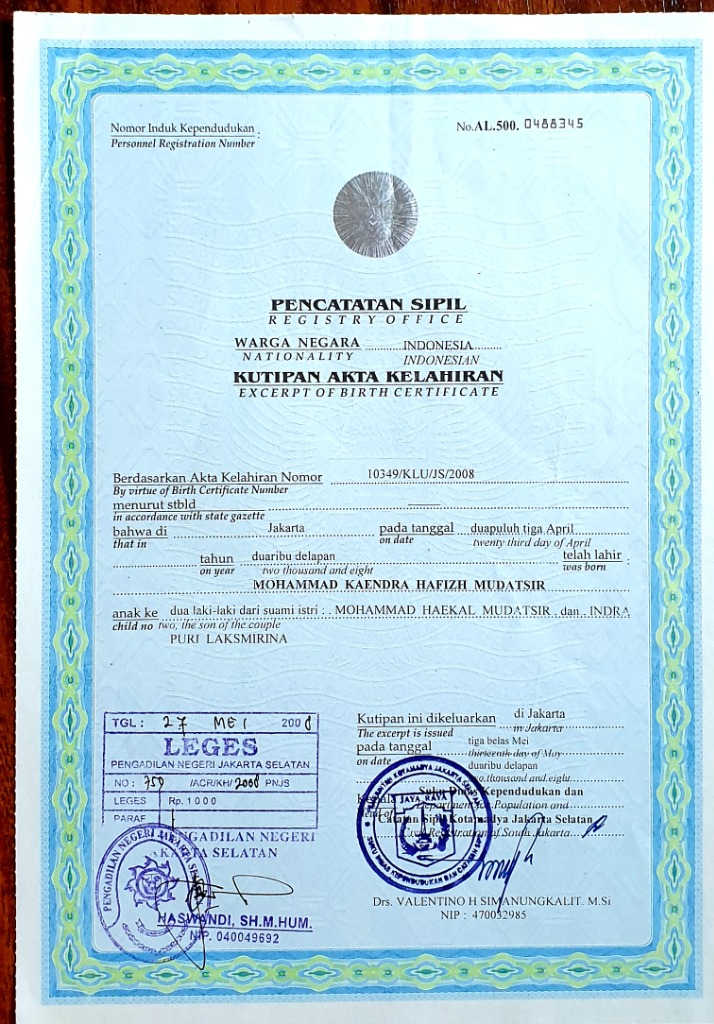 Nomor Induk Kependudukan :
Personnel Registration Number
No.AL.500. 0488345
PENCATATAN SIPIL
REGISTRY OFFICE
WARGA NEGARA INDONESIA
NATIONALITY INDONESIAN
KUTIPAN AKTA KELAHIRAN
EXCERPT OF BIRTH CERTIFICATE
Berdasarkan Akta Kelahiran Nomor 10349/KLU/JS/2008
By virtue of Birth Certificate Number
menurut stbld
in accordance with state gazette
bahwa di Jakarta pada tanggal duapuluh tiga April
that in on date twenty third day of April
tahun duaribu delapan telah lahir :
on year two thousand and eight was born
MOHAMMAD KAENDRA HAFIZH MUDATSIR
anak ke dua laki-laki dari suami istri : MOHAMMAD HAEKAL MUDATSIR dan INDRA
child no two, the son of the couple
PURI LAKSMIRINA
Kutipan ini dikeluarkan di Jakarta
The excerpt is issued in Jakarta
pada tanggal tiga belas Mei
on date thirteenth day of May
duaribu delapan
two thousand and eight
Kepala Suku Dinas Kependudukan dan
Head of Department for Population and
Catatan Sipil Kotamadya Jakarta Selatan
Civil Registration of South Jakarta
JAYA RAYA
Drs. VALENTINO H SIMANUNGKALIT. M.Si
NIP : 470032985
TGL : 27 MEI 2008
LEGES
PENGADILAN NEGERI JAKARTA SELATAN
NO : 750 /ACR/KH/ 2008 PNJS
LEGES Rp. 1000
PARAF
PENGADILAN NEGERI
JAKARTA SELATAN
PENGADILAN NEGERI JAKARTA
HASWANDI, SH.M.HUM.
NIP. 040049692